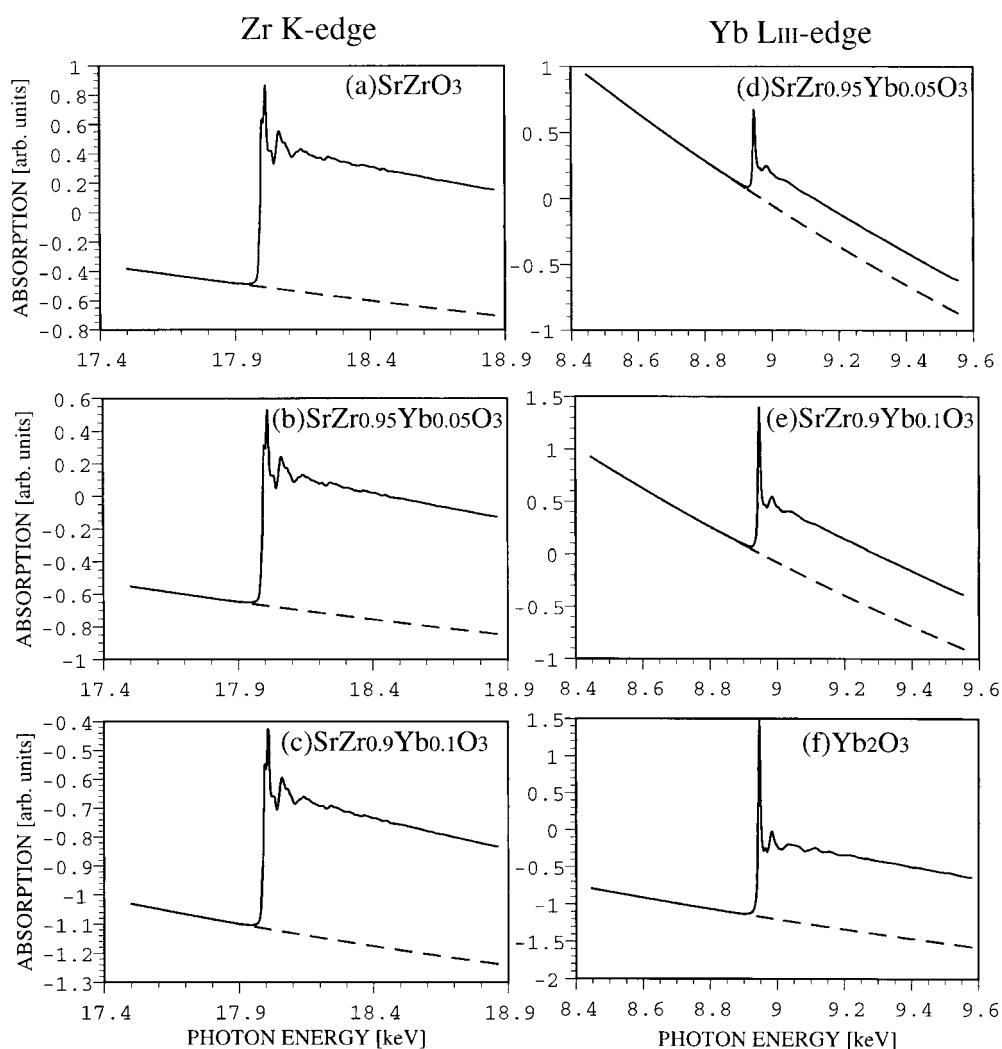 Zr K-edge
Yb LIII-edge
(a)SrZrO3
ABSORPTION [arb. units]
1
0.8
0.6
0.4
0.2
0
-0.2
-0.4
-0.6
-0.8
17.4 17.9 18.4 18.9
(d)SrZr0.95Yb0.05O3
1
0.5
0
-0.5
-1
8.4 8.6 8.8 9 9.2 9.4 9.6
(b)SrZr0.95Yb0.05O3
ABSORPTION [arb. units]
0.6
0.4
0.2
0
-0.2
-0.4
-0.6
-0.8
-1
17.4 17.9 18.4 18.9
(e)SrZr0.9Yb0.1O3
1.5
1
0.5
0
-0.5
-1
8.4 8.6 8.8 9 9.2 9.4 9.6
(c)SrZr0.9Yb0.1O3
ABSORPTION [arb. units]
-0.4
-0.5
-0.6
-0.7
-0.8
-0.9
-1
-1.1
-1.2
-1.3
17.4 17.9 18.4 18.9
PHOTON ENERGY [keV]
(f)Yb2O3
1.5
1
0.5
0
-0.5
-1
-1.5
-2
8.4 8.6 8.8 9 9.2 9.4 9.6
PHOTON ENERGY [keV]